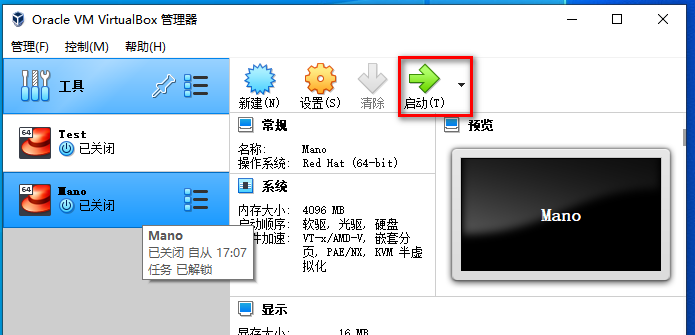 Oracle VM VirtualBox 管理器
管理(F) 控制(M) 帮助(H)
工具
新建(N) 设置(S) 清除 启动(T)
64
Test
已关闭
64
Mano
已关闭
Mano
已关闭 自从 17:07
任务 已解锁
常规
名称: Mano
操作系统: Red Hat (64-bit)
系统
内存大小: 4096 MB
启动顺序: 软驱, 光驱, 硬盘
件加速: VT-x/AMD-V, 嵌套分
页, PAE/NX, KVM 半虚
拟化
显示
显存大小: 16 MB
预览
Mano